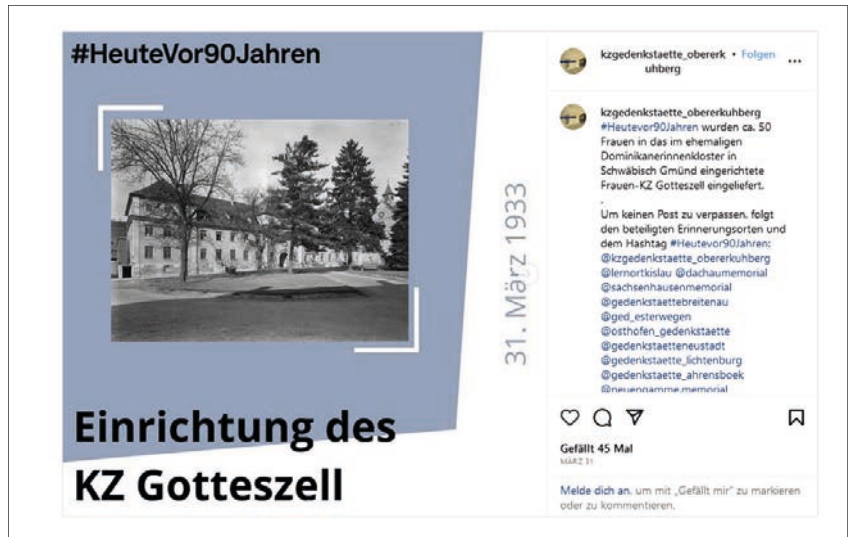 #HeuteVor90Jahren
31. März 1933
Einrichtung des
KZ Gotteszell
kzgedenkstaette_obererk • Folgen
uhberg
kzgedenkstaette_obererkuhberg
#Heutevor90Jahren wurden ca. 50
Frauen in das im ehemaligen
Dominikanerinnenkloster in
Schwäbisch Gmünd eingerichtete
Frauen-KZ Gotteszell eingeliefert.
.
Um keinen Post zu verpassen, folgt
den beteiligten Erinnerungsorten und
dem Hashtag #Heutevor90Jahren:
@kzgedenkstaette_obererkuhberg
@lernortkislau @dachaumemorial
@sachsenhausenmemorial
@gedenkstaettebreitenau
@ged_esterwegen
@osthofen_gedenkstaette
@gedenkstaetteneustadt
@gedenkstaette_lichtenburg
@gedenkstaette_ahrensboek
@neuengamme.memorial
Gefällt 45 Mal
MÄRZ 31
Melde dich an, um mit „Gefällt mir“ zu markieren
oder zu kommentieren.